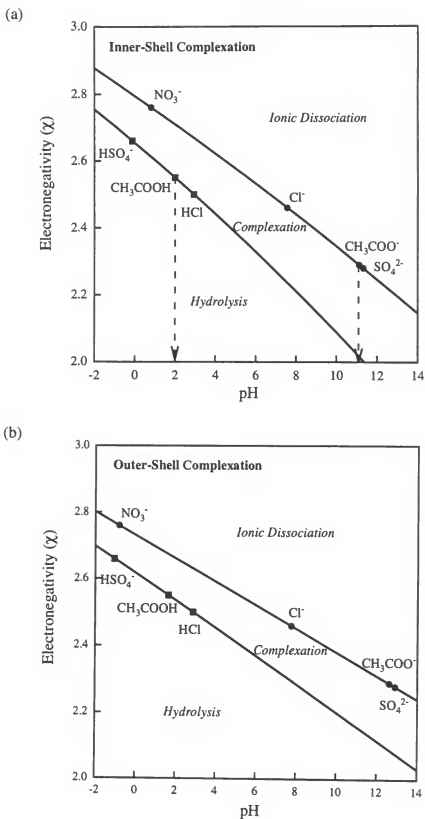 (a)
3.0
Inner-Shell Complexation
2.8
NO₃⁻
Ionic Dissociation
Electronegativity (χ)
2.6
HSO₄⁻
CH₃COOH
HCl
Cl⁻
2.4
Complexation
CH₃COO⁻
SO₄²⁻
2.2
Hydrolysis
2.0
-2 0 2 4 6 8 10 12 14
pH
(b)
3.0
Outer-Shell Complexation
2.8
NO₃⁻
Ionic Dissociation
Electronegativity (χ)
HSO₄⁻
2.6
CH₃COOH
HCl
Cl⁻
2.4
Complexation
CH₃COO⁻
SO₄²⁻
2.2
Hydrolysis
2.0
-2 0 2 4 6 8 10 12 14
pH